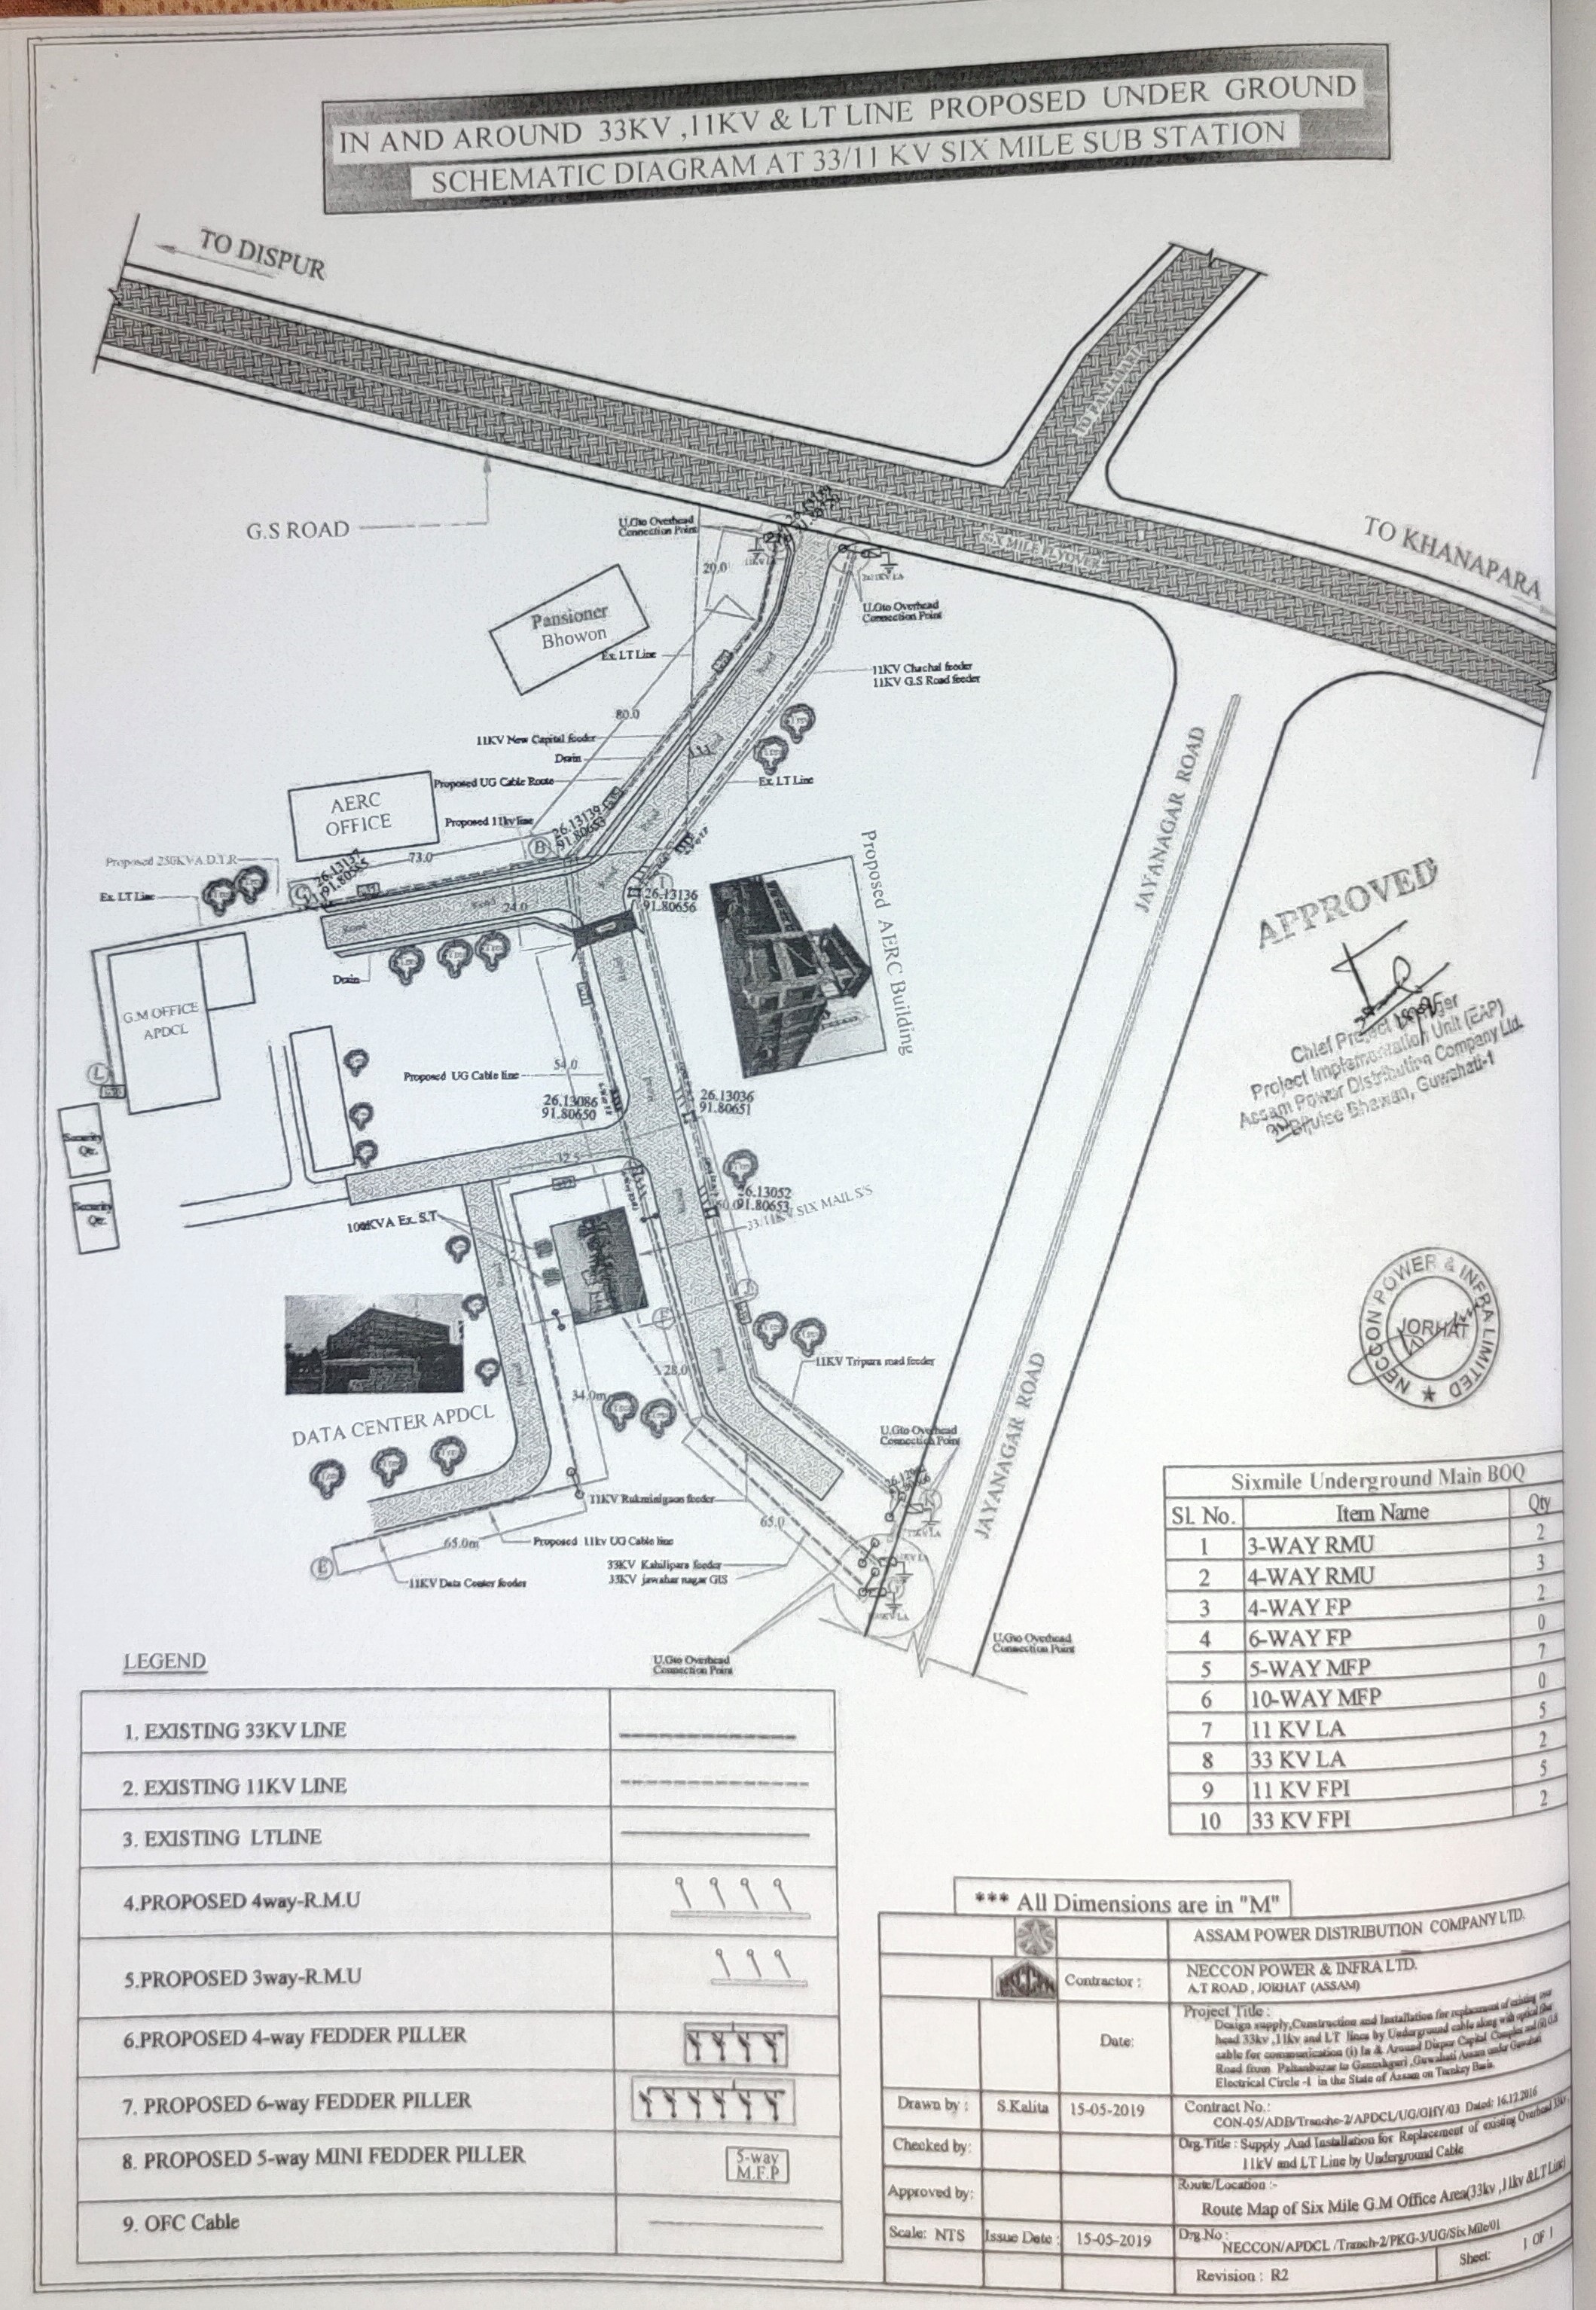 IN AND AROUND 33KV ,11KV & LT LINE PROPOSED UNDER GROUND
SCHEMATIC DIAGRAM AT 33/11 KV SIX MILE SUB STATION
TO DISPUR
TO PANJABARI
G.S ROAD
TO KHANAPARA
SIX MILE FLYOVER
U.Gto Overhead
Connection Point
20.0
U.Gto Overhead
Connection Point
Pansioner
Bhowon
Ex. LT Line
11KV Chachal feeder
11KV G.S Road feeder
80.0
11KV New Capital feeder
Drain
Proposed UG Cable Route
Ex. LT Line
Road
Road
Road
JAYANAGAR ROAD
AERC
OFFICE
Proposed 11kv line
B
26.13139
91.80653
Proposed 250KVA D.T.R
73.0
Ex. LT Line
26.13136
91.80656
Road
Road
24.0
Proposed AERC Building
Drain
G.M OFFICE
APDCL
L
54.0
Proposed UG Cable line
26.13086
91.80650
26.13036
91.80651
Security
Qtr.
Security
Qtr.
12.5
26.13052
91.80653
33/11KV SIX MAIL S/S
100KVA Ex. S.T
28.0
11KV Tripura road feeder
34.0m
DATA CENTER APDCL
U.Gto Overhead
Connection Point
JAYANAGAR ROAD
11KV Rukminigaon feeder
65.0
65.0m
Proposed 11kv UG Cable line
E
33KV Kahilipara feeder
33KV jawahar nagar GIS
11KV Data Center feeder
U.Gto Overhead
Connection Point
U.Gto Overhead
Connection Point
APPROVED
Chief Project Manager
Project Implementation Unit (EAP)
Assam Power Distribution Company Ltd.
Bijulee Bhawan, Guwahati-1
NECCON POWER & INFRA LIMITED
JORHAT
Sixmile Underground Main BOQ
Sl. No. Item Name Qty
1 3-WAY RMU 2
2 4-WAY RMU 3
3 4-WAY FP 2
4 6-WAY FP 0
5 5-WAY MFP 7
6 10-WAY MFP 0
7 11 KV LA 5
8 33 KV LA 2
9 11 KV FPI 5
10 33 KV FPI 2
LEGEND
1. EXISTING 33KV LINE
2. EXISTING 11KV LINE
3. EXISTING LTLINE
4.PROPOSED 4way-R.M.U
5.PROPOSED 3way-R.M.U
6.PROPOSED 4-way FEDDER PILLER
7. PROPOSED 6-way FEDDER PILLER
8. PROPOSED 5-way MINI FEDDER PILLER
5-way
M.F.P
9. OFC Cable
*** All Dimensions are in "M"
ASSAM POWER DISTRIBUTION COMPANY LTD.
NECCON
Contractor :
NECCON POWER & INFRA LTD.
A.T ROAD , JORHAT (ASSAM)
Date:
Project Title :
Design supply,Construction and Installation for replacement of existing over
head 33kv ,11kv and LT lines by Underground cable along with optical fiber
cable for communication (i) In & Around Dispur Capital Complex and (ii) G.S
Road from Paltanbazar to Ganeshguri ,Guwahati Assam under Guwahati
Electrical Circle -I in the State of Assam on Turnkey Basis.
Drawn by : S.Kalita 15-05-2019
Contract No.:
CON-05/ADB/Tranche-2/APDCL/UG/GHY/03 Dated: 16.12.2016
Checked by:
Org.Title : Supply ,And Installation for Replacement of existing Overhead 33kv
11kV and LT Line by Underground Cable
Approved by:
Route/Location :-
Route Map of Six Mile G.M Office Area(33kv ,11kv &LT Line)
Scale: NTS Issue Date : 15-05-2019
Drg.No :
NECCON/APDCL /Tranch-2/PKG-3/UG/Six Mile/01
Revision : R2
Sheet: 1 OF 1